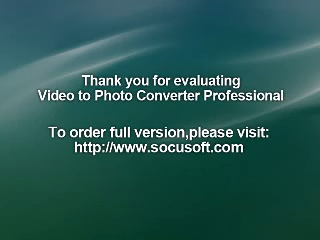 Thank you for evaluating
Video to Photo Converter Professional
To order full version,please visit:
http://www.socusoft.com